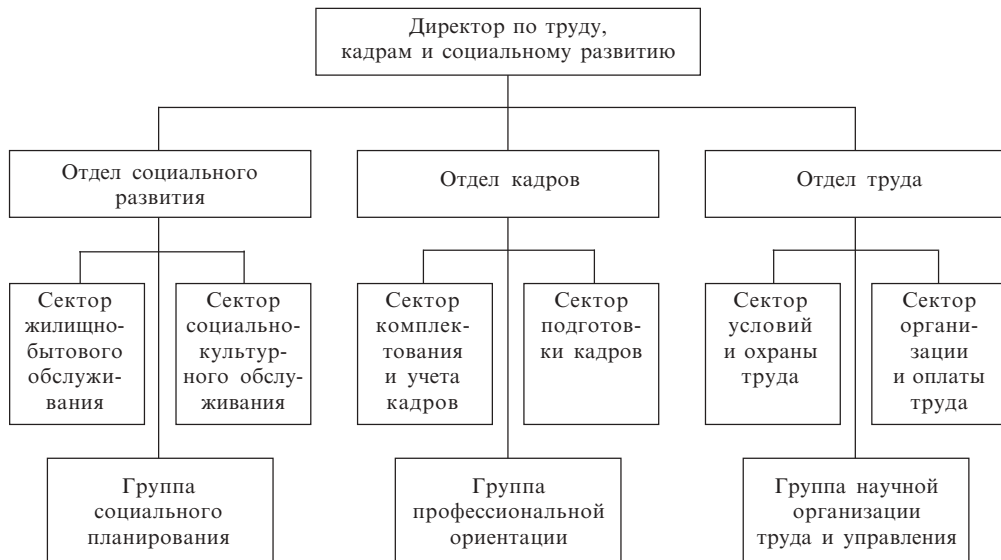 Директор по труду,
кадрам и социальному развитию
Отдел социального
развития
Отдел кадров
Отдел труда
Сектор
жилищно-
бытового
обслужи-
вания
Сектор
социально-
культур-
ного обслу-
живания
Сектор
комплек-
тования
и учета
кадров
Сектор
подготов-
ки кадров
Сектор
условий
и охраны
труда
Сектор
органи-
зации
и оплаты
труда
Группа
социального
планирования
Группа
профессиональной
ориентации
Группа научной
организации
труда и управления